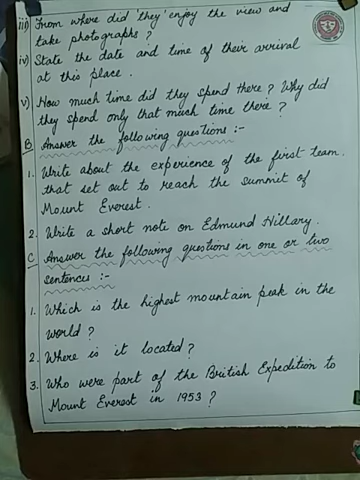 iii) From where did 'they' enjoy the view and
take photographs?
iv) State the date and time of their arrival
at this place.
v) How much time did they spend there? Why did
they spend only that much time there?
B Answer the following questions :-
1. Write about the experience of the first team
that set out to reach the summit of
Mount Everest.
2. Write a short note on Edmund Hillary.
C Answer the following questions in one or two
sentences :-
1. Which is the highest mountain peak in the
world?
2. Where is it located?
3. Who were part of the British Expedition to
Mount Everest in 1953?